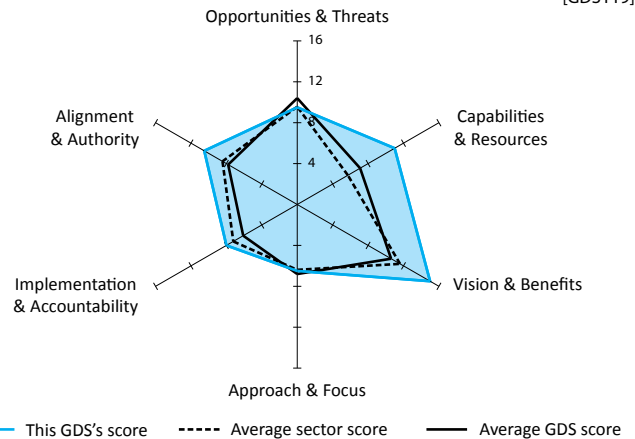 [GDS119]
Opportunities & Threats
16
12
8
4
Alignment
& Authority
Capabilities
& Resources
Implementation
& Accountability
Vision & Benefits
Approach & Focus
This GDS's score
Average sector score
Average GDS score